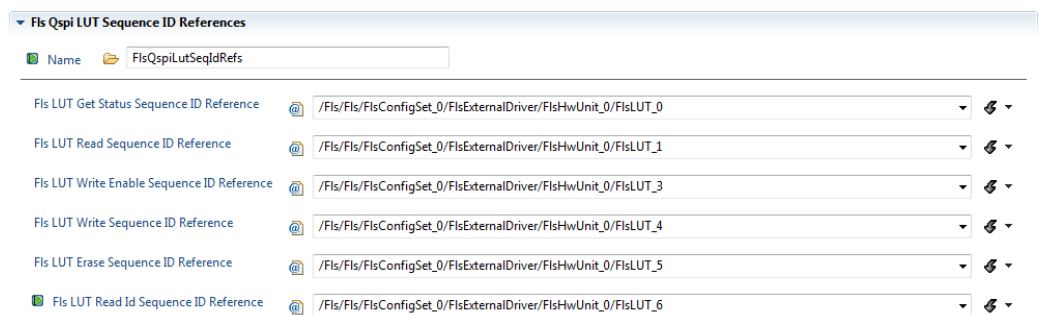 Fls Qspi LUT Sequence ID References
Name FlsQspiLutSeqIdRefs
Fls LUT Get Status Sequence ID Reference /Fls/Fls/FlsConfigSet_0/FlsExternalDriver/FlsHwUnit_0/FlsLUT_0
Fls LUT Read Sequence ID Reference /Fls/Fls/FlsConfigSet_0/FlsExternalDriver/FlsHwUnit_0/FlsLUT_1
Fls LUT Write Enable Sequence ID Reference /Fls/Fls/FlsConfigSet_0/FlsExternalDriver/FlsHwUnit_0/FlsLUT_3
Fls LUT Write Sequence ID Reference /Fls/Fls/FlsConfigSet_0/FlsExternalDriver/FlsHwUnit_0/FlsLUT_4
Fls LUT Erase Sequence ID Reference /Fls/Fls/FlsConfigSet_0/FlsExternalDriver/FlsHwUnit_0/FlsLUT_5
Fls LUT Read Id Sequence ID Reference /Fls/Fls/FlsConfigSet_0/FlsExternalDriver/FlsHwUnit_0/FlsLUT_6